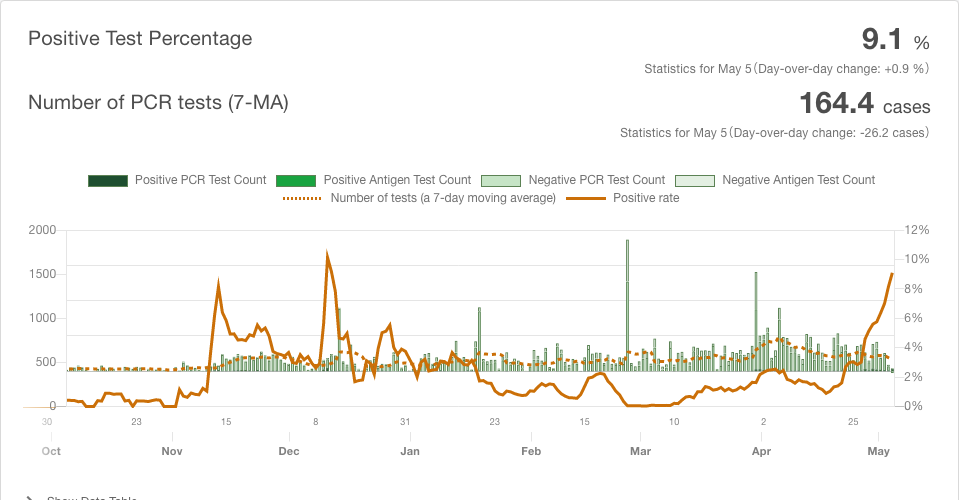 Positive Test Percentage
9.1 %
Statistics for May 5 (Day-over-day change: +0.9 %)
Number of PCR tests (7-MA)
164.4 cases
Statistics for May 5 (Day-over-day change: -26.2 cases)
Positive PCR Test Count Positive Antigen Test Count Negative PCR Test Count Negative Antigen Test Count
Number of tests (a 7-day moving average) Positive rate
2000 12%
10%
1500
8%
1000 6%
4%
500
2%
0 0%
30 23 15 8 31 23 15 10 2 25
Oct Nov Dec Jan Feb Mar Apr May
Show Data Table